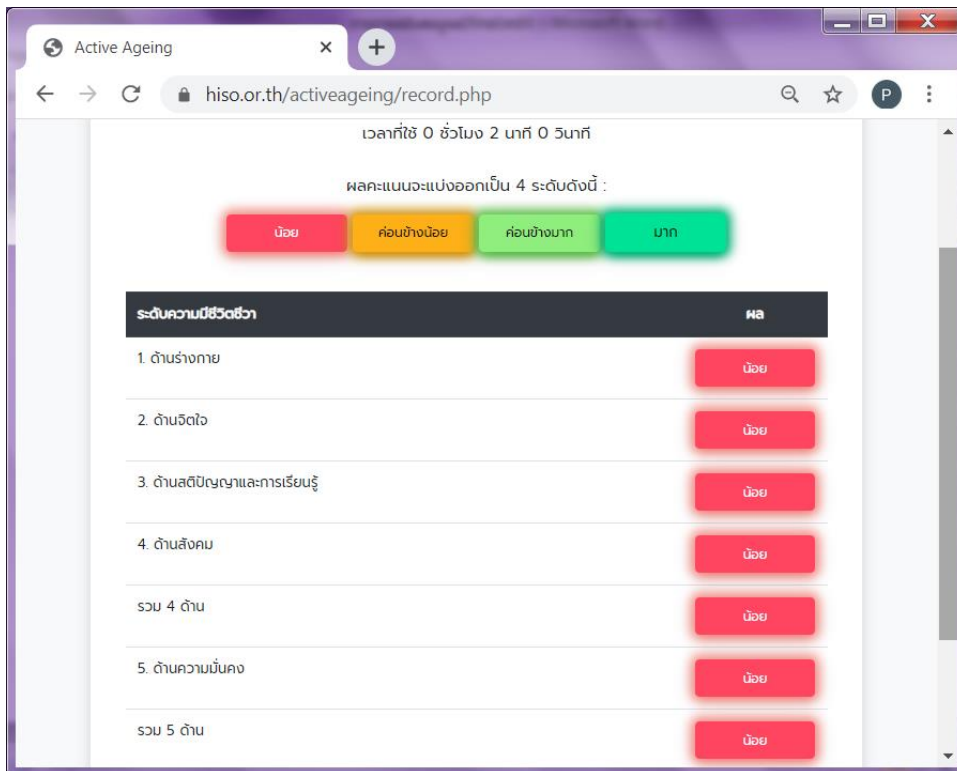 Active Ageing
hiso.or.th/activeageing/record.php
P
เวลาที่ใช้ 0 ชั่วโมง 2 นาที 0 วินาที
ผลคะแนนจะแบ่งออกเป็น 4 ระดับดังนี้ :
น้อย ค่อนข้างน้อย ค่อนข้างมาก มาก
ระดับความมีชีวิตชีวา ผล
1. ด้านร่างกาย น้อย
2. ด้านจิตใจ น้อย
3. ด้านสติปัญญาและการเรียนรู้ น้อย
4. ด้านสังคม น้อย
รวม 4 ด้าน น้อย
5. ด้านความมั่นคง น้อย
รวม 5 ด้าน น้อย